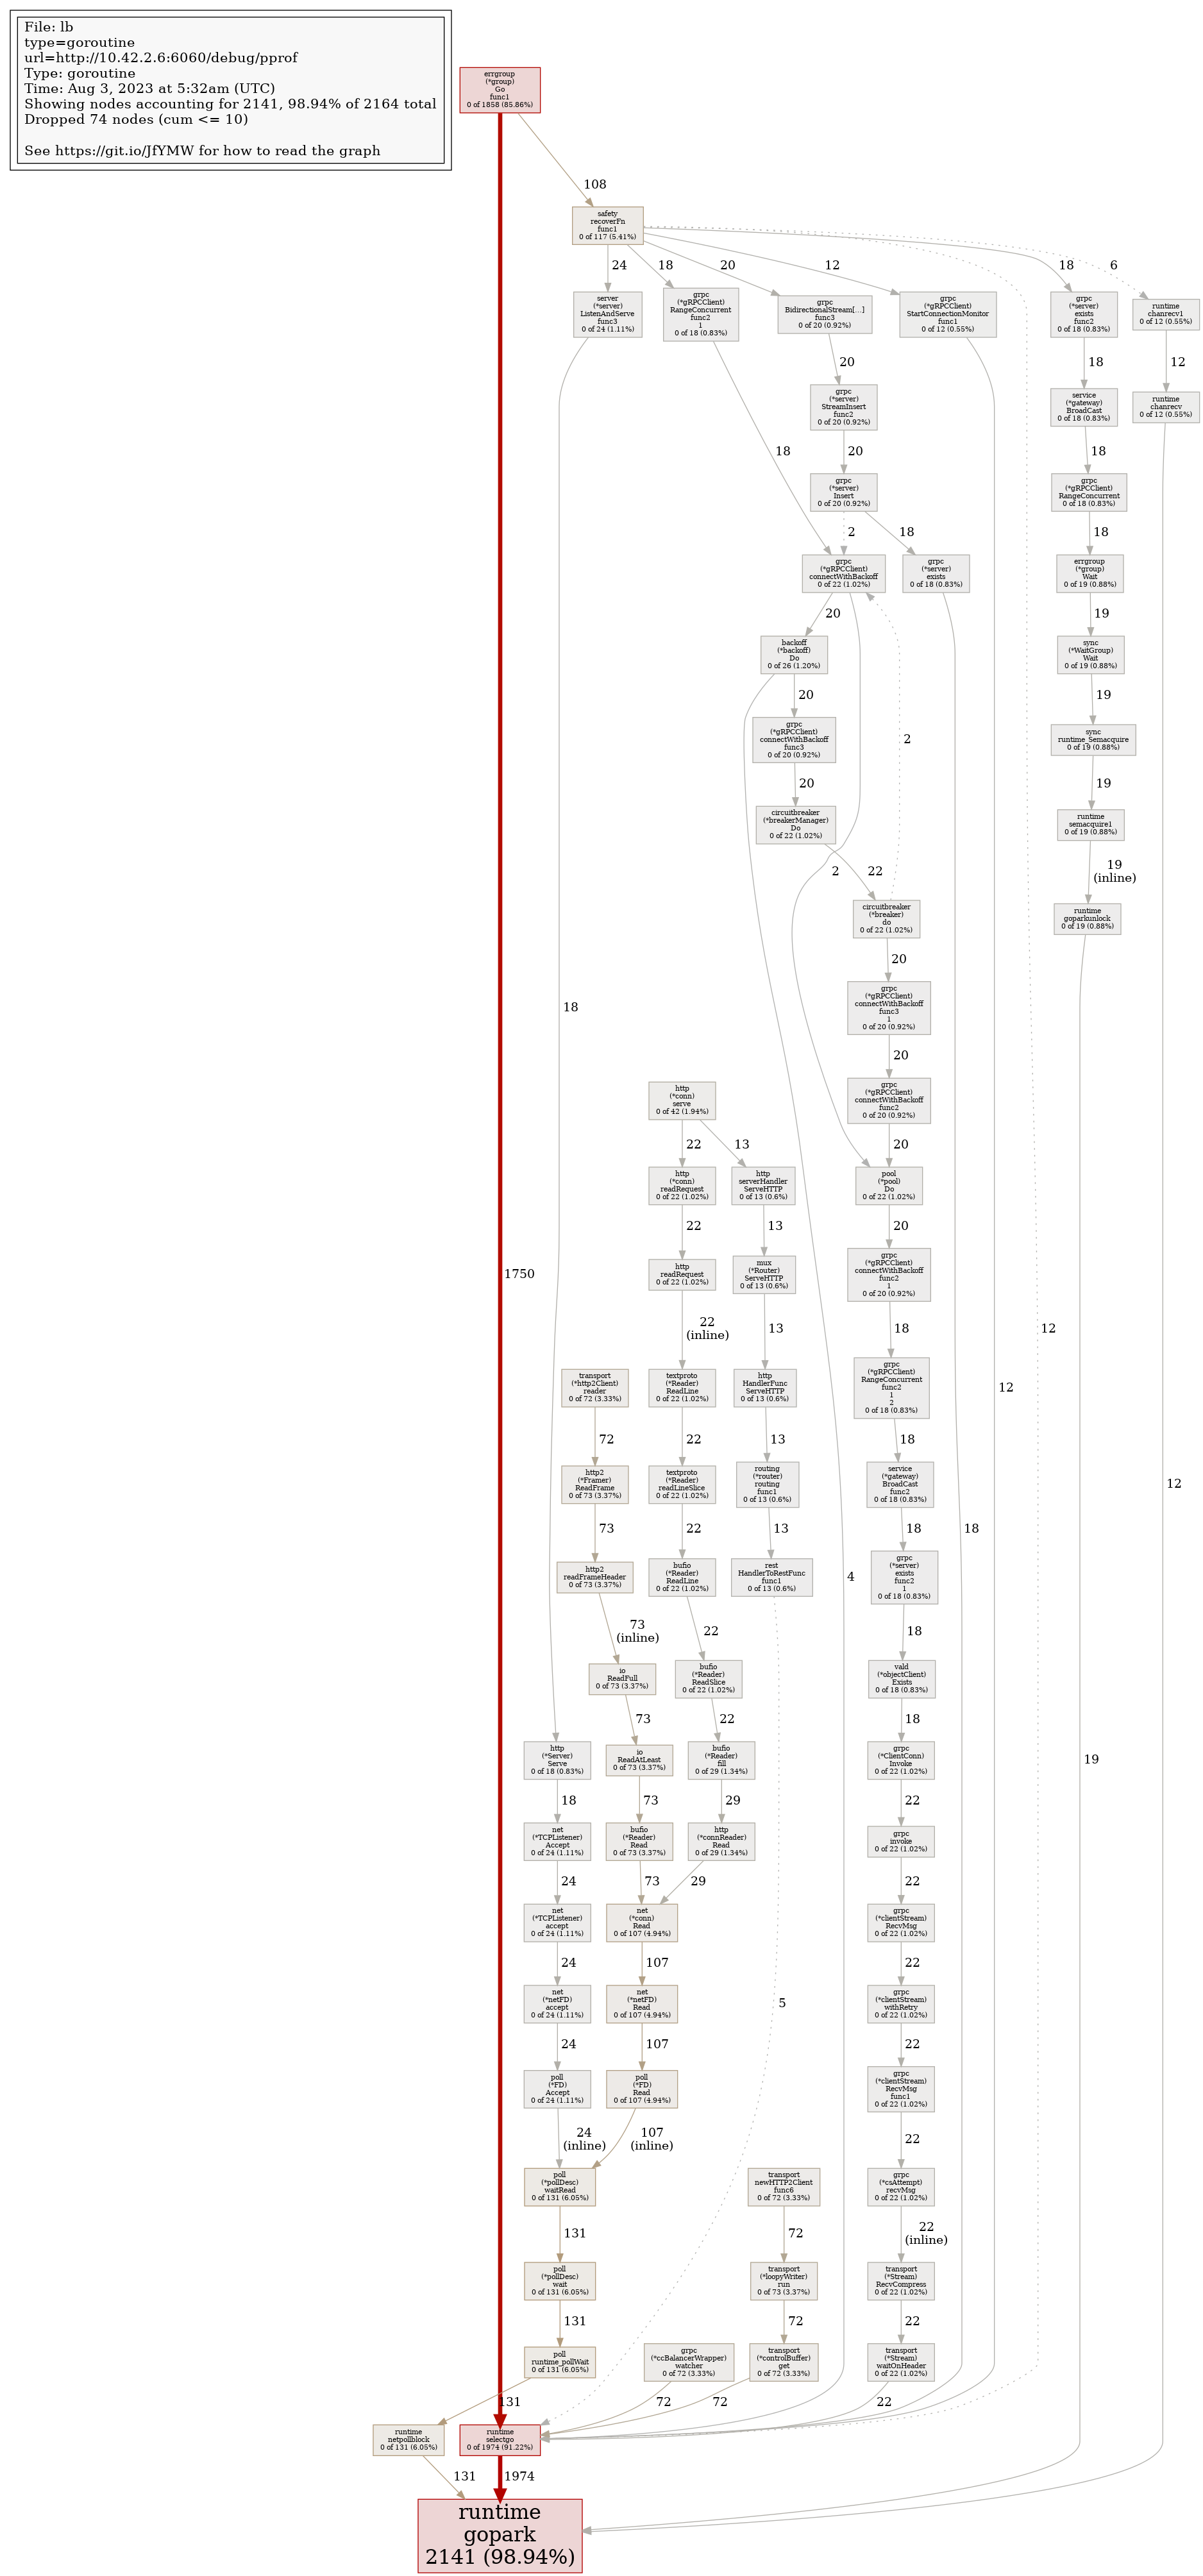 File: lb
type=goroutine
url=http://10.42.2.6:6060/debug/pprof
Type: goroutine
Time: Aug 3, 2023 at 5:32am (UTC)
Showing nodes accounting for 2141, 98.94% of 2164 total
Dropped 74 nodes (cum <= 10)
See https://git.io/JfYMW for how to read the graph
errgroup
(*group)
Go
func1
0 of 1858 (85.86%)
108
safety
recoverFn
func1
0 of 117 (5.41%)
24
18
20
12
18
6
server
(*server)
ListenAndServe
func3
0 of 24 (1.11%)
grpc
(*gRPCClient)
RangeConcurrent
func2
1
0 of 18 (0.83%)
grpc
BidirectionalStream[...]
func3
0 of 20 (0.92%)
grpc
(*gRPCClient)
StartConnectionMonitor
func1
0 of 12 (0.55%)
grpc
(*server)
exists
func2
0 of 18 (0.83%)
runtime
chanrecv1
0 of 12 (0.55%)
20
18
12
grpc
(*server)
StreamInsert
func2
0 of 20 (0.92%)
service
(*gateway)
BroadCast
0 of 18 (0.83%)
runtime
chanrecv
0 of 12 (0.55%)
18
20
18
grpc
(*server)
Insert
0 of 20 (0.92%)
grpc
(*gRPCClient)
RangeConcurrent
0 of 18 (0.83%)
2
18
18
grpc
(*gRPCClient)
connectWithBackoff
0 of 22 (1.02%)
grpc
(*server)
exists
0 of 18 (0.83%)
errgroup
(*group)
Wait
0 of 19 (0.88%)
20
19
backoff
(*backoff)
Do
0 of 26 (1.20%)
sync
(*WaitGroup)
Wait
0 of 19 (0.88%)
20
19
grpc
(*gRPCClient)
connectWithBackoff
func3
0 of 20 (0.92%)
2
sync
runtime_Semacquire
0 of 19 (0.88%)
20
19
circuitbreaker
(*breakerManager)
Do
0 of 22 (1.02%)
runtime
semacquire1
0 of 19 (0.88%)
2
22
19
(inline)
circuitbreaker
(*breaker)
do
0 of 22 (1.02%)
runtime
goparkunlock
0 of 19 (0.88%)
20
18
grpc
(*gRPCClient)
connectWithBackoff
func3
1
0 of 20 (0.92%)
20
http
(*conn)
serve
0 of 42 (1.94%)
grpc
(*gRPCClient)
connectWithBackoff
func2
0 of 20 (0.92%)
22
13
20
http
(*conn)
readRequest
0 of 22 (1.02%)
http
serverHandler
ServeHTTP
0 of 13 (0.6%)
pool
(*pool)
Do
0 of 22 (1.02%)
22
13
20
1750
http
readRequest
0 of 22 (1.02%)
mux
(*Router)
ServeHTTP
0 of 13 (0.6%)
grpc
(*gRPCClient)
connectWithBackoff
func2
1
0 of 20 (0.92%)
22
(inline)
13
18
12
transport
(*http2Client)
reader
0 of 72 (3.33%)
textproto
(*Reader)
ReadLine
0 of 22 (1.02%)
http
HandlerFunc
ServeHTTP
0 of 13 (0.6%)
grpc
(*gRPCClient)
RangeConcurrent
func2
1
2
0 of 18 (0.83%)
12
72
22
13
18
http2
(*Framer)
ReadFrame
0 of 73 (3.37%)
textproto
(*Reader)
readLineSlice
0 of 22 (1.02%)
routing
(*router)
routing
func1
0 of 13 (0.6%)
service
(*gateway)
BroadCast
func2
0 of 18 (0.83%)
12
73
22
13
18
18
http2
readFrameHeader
0 of 73 (3.37%)
bufio
(*Reader)
ReadLine
0 of 22 (1.02%)
rest
HandlerToRestFunc
func1
0 of 13 (0.6%)
4
grpc
(*server)
exists
func2
1
0 of 18 (0.83%)
73
(inline)
22
18
io
ReadFull
0 of 73 (3.37%)
bufio
(*Reader)
ReadSlice
0 of 22 (1.02%)
vald
(*objectClient)
Exists
0 of 18 (0.83%)
73
22
18
http
(*Server)
Serve
0 of 18 (0.83%)
io
ReadAtLeast
0 of 73 (3.37%)
bufio
(*Reader)
fill
0 of 29 (1.34%)
grpc
(*ClientConn)
Invoke
0 of 22 (1.02%)
19
18
73
29
22
net
(*TCPListener)
Accept
0 of 24 (1.11%)
bufio
(*Reader)
Read
0 of 73 (3.37%)
http
(*connReader)
Read
0 of 29 (1.34%)
grpc
invoke
0 of 22 (1.02%)
24
73
29
22
net
(*TCPListener)
accept
0 of 24 (1.11%)
net
(*conn)
Read
0 of 107 (4.94%)
grpc
(*clientStream)
RecvMsg
0 of 22 (1.02%)
24
107
22
net
(*netFD)
accept
0 of 24 (1.11%)
net
(*netFD)
Read
0 of 107 (4.94%)
5
grpc
(*clientStream)
withRetry
0 of 22 (1.02%)
24
107
22
poll
(*FD)
Accept
0 of 24 (1.11%)
poll
(*FD)
Read
0 of 107 (4.94%)
grpc
(*clientStream)
RecvMsg
func1
0 of 22 (1.02%)
24
(inline)
107
(inline)
22
poll
(*pollDesc)
waitRead
0 of 131 (6.05%)
transport
newHTTP2Client
func6
0 of 72 (3.33%)
grpc
(*csAttempt)
recvMsg
0 of 22 (1.02%)
131
72
22
(inline)
poll
(*pollDesc)
wait
0 of 131 (6.05%)
transport
(*loopyWriter)
run
0 of 73 (3.37%)
transport
(*Stream)
RecvCompress
0 of 22 (1.02%)
131
72
22
poll
runtime_pollWait
0 of 131 (6.05%)
grpc
(*ccBalancerWrapper)
watcher
0 of 72 (3.33%)
transport
(*controlBuffer)
get
0 of 72 (3.33%)
transport
(*Stream)
waitOnHeader
0 of 22 (1.02%)
131
72
72
22
runtime
netpollblock
0 of 131 (6.05%)
runtime
selectgo
0 of 1974 (91.22%)
131
1974
runtime
gopark
2141 (98.94%)